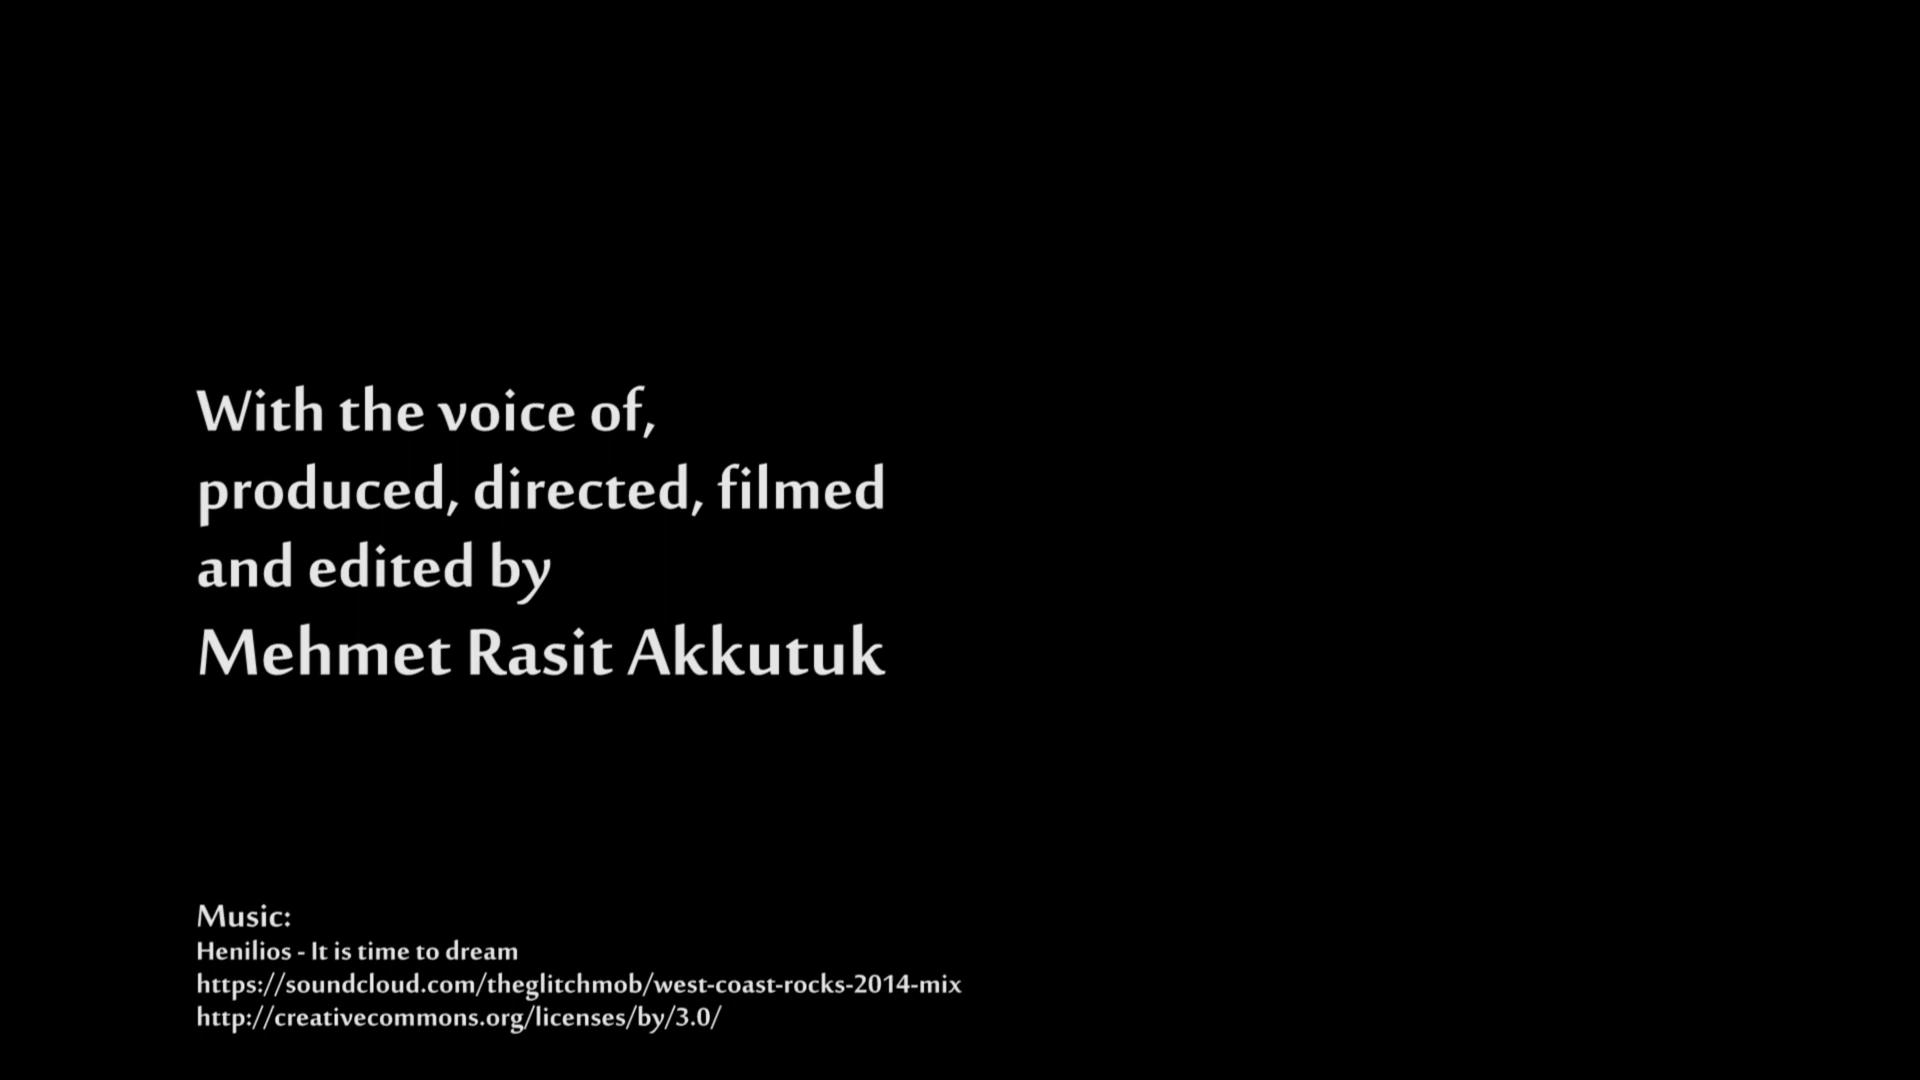 With the voice of,
produced, directed, filmed
and edited by
Mehmet Rasit Akkutuk
Music:
Henilios - It is time to dream
https://soundcloud.com/theglitchmob/west-coast-rocks-2014-mix
http://creativecommons.org/licenses/by/3.0/